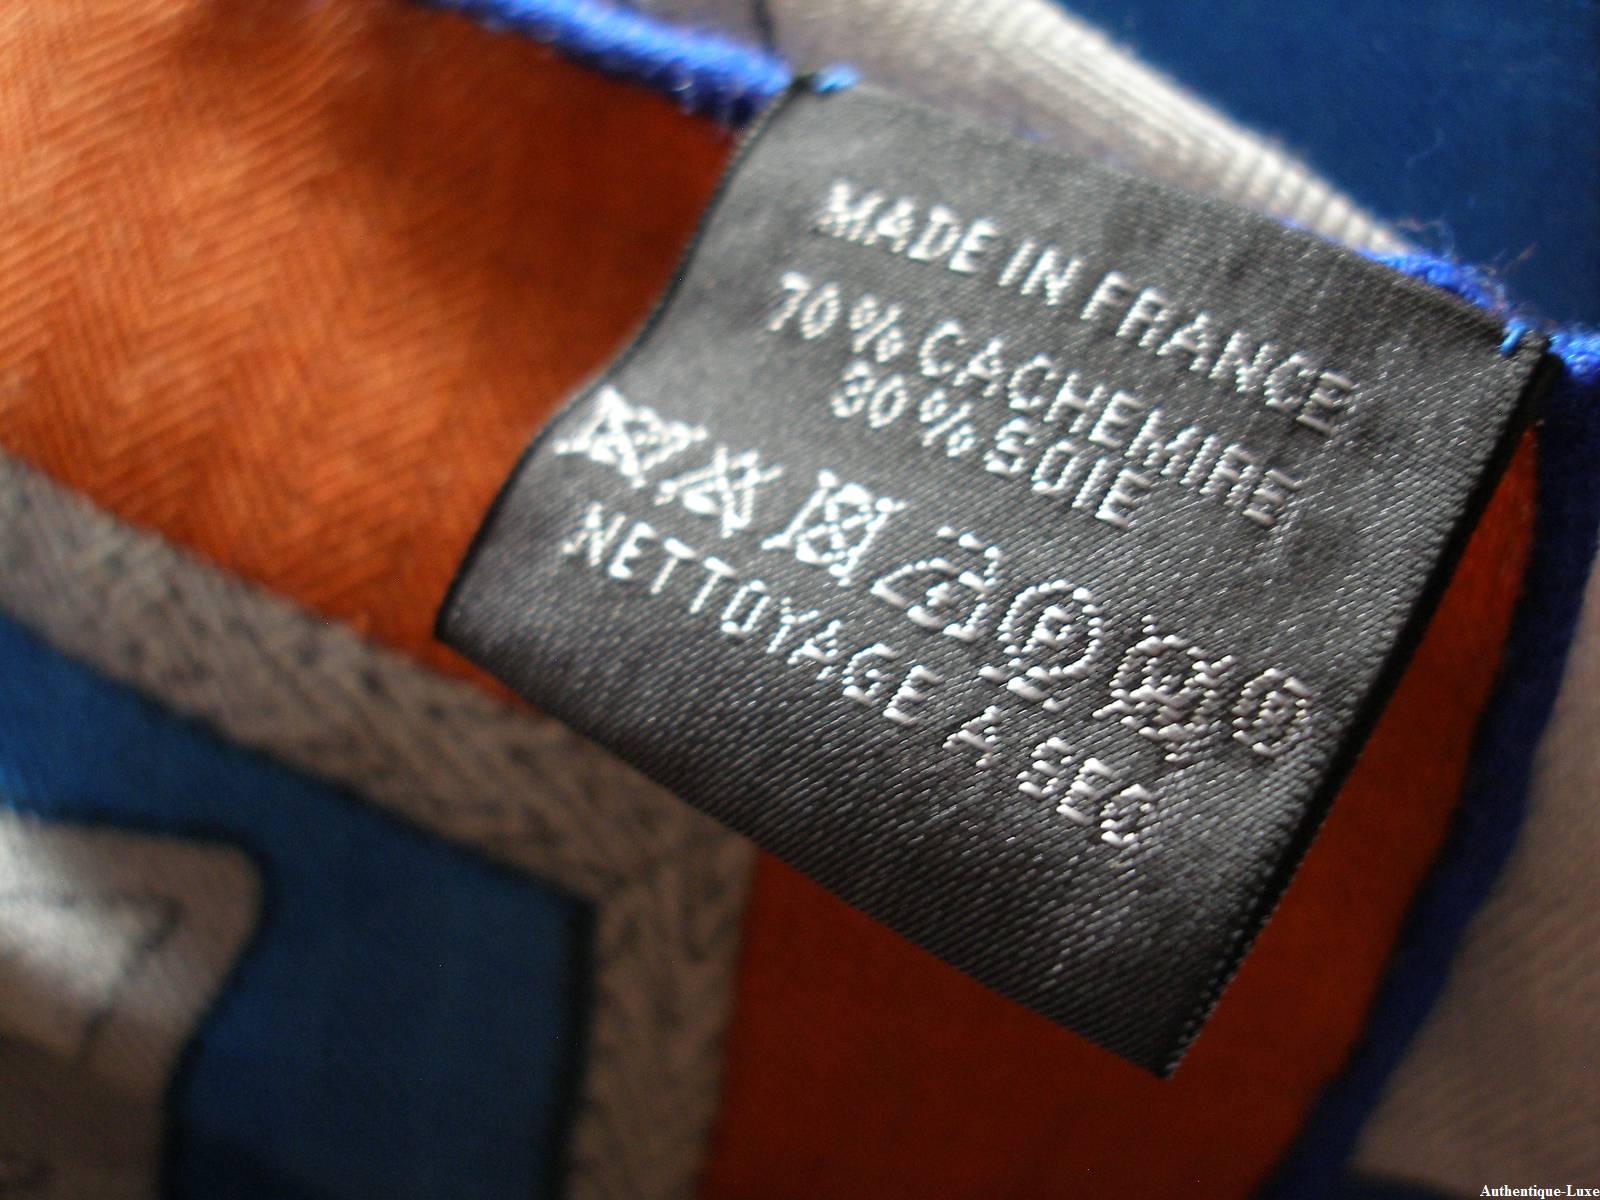 MADE IN FRANCE
70 % CACHEMIRE
30 % SOIE
NETTOYAGE A SEC
Authentique-Luxe